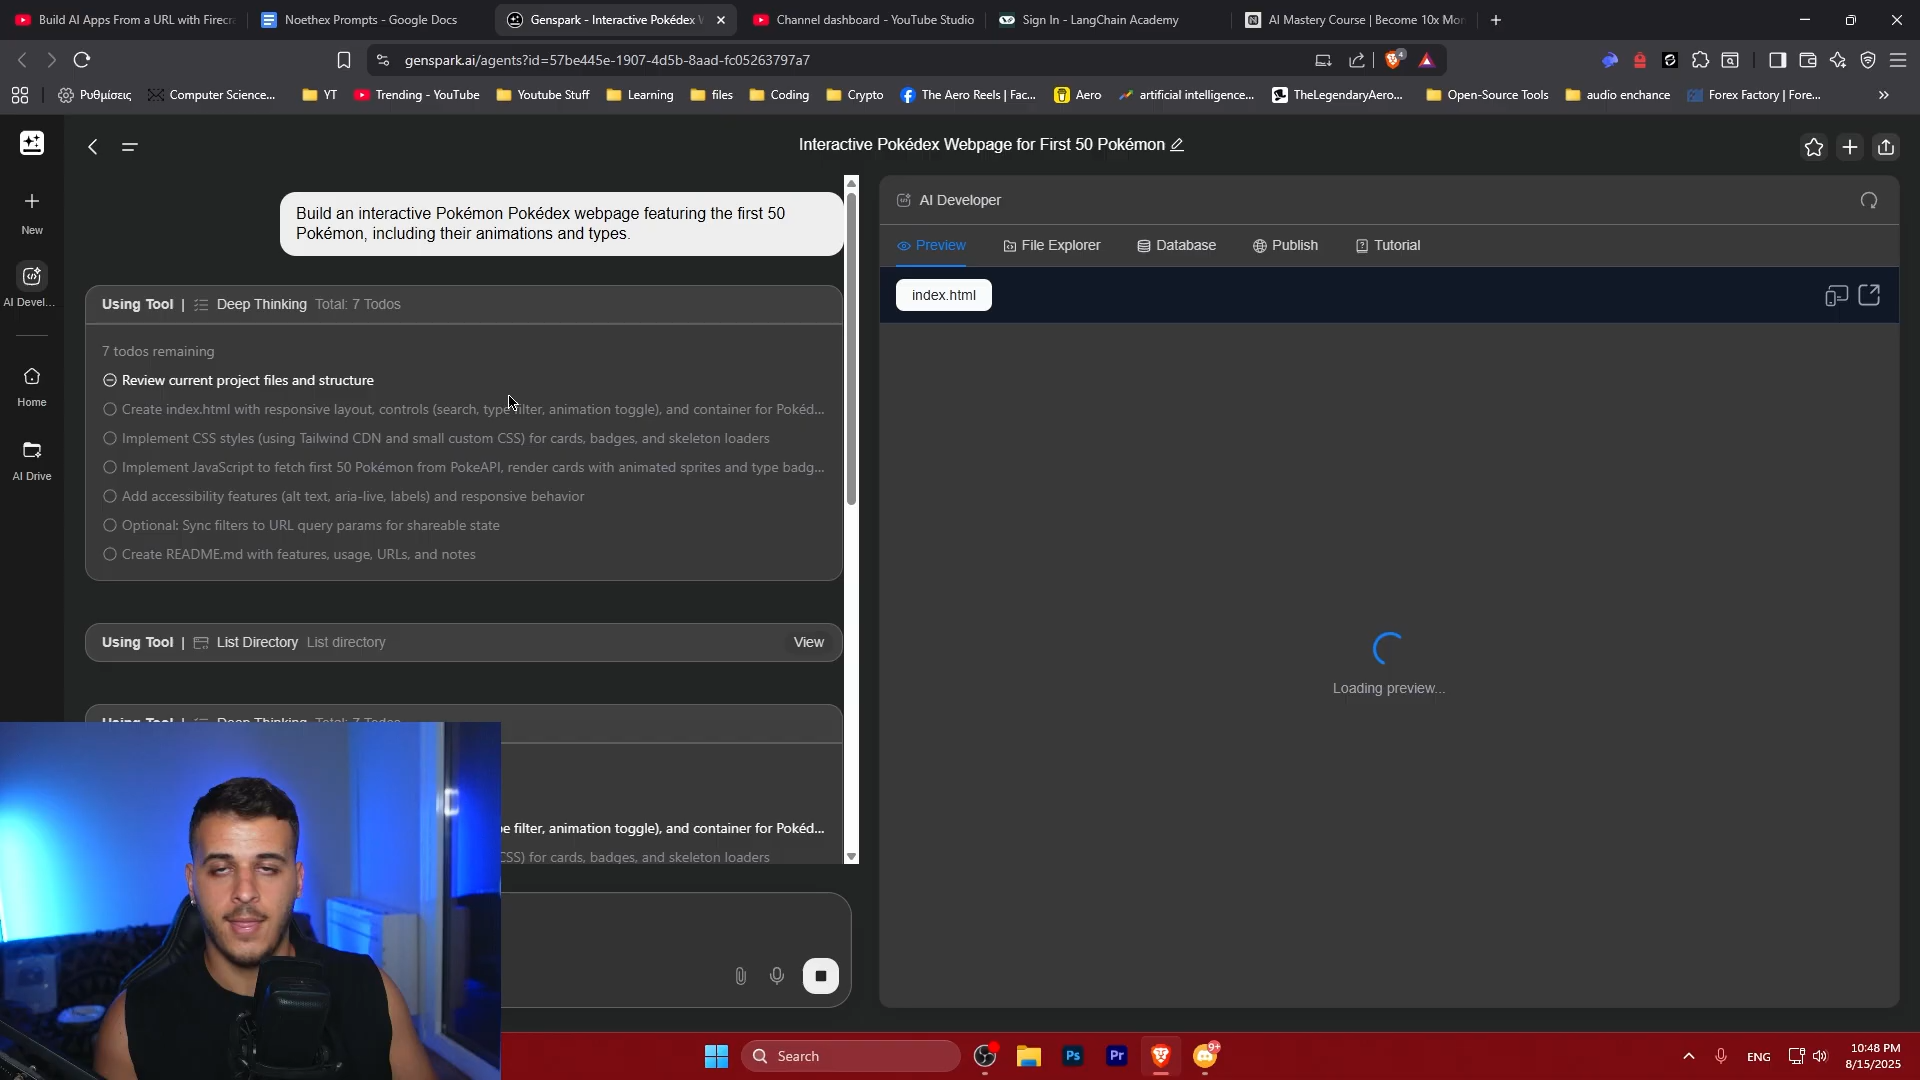 Build AI Apps From a URL with Firecr
Noethex Prompts - Google Docs
Genspark - Interactive Pokédex
Channel dashboard - YouTube Studio
Sign In - LangChain Academy
AI Mastery Course | Become 10x Mor
genspark.ai/agents?id=57be445e-1907-4d5b-8aad-fc05263797a7
4
Ρυθμίσεις
Computer Science...
YT
Trending - YouTube
Youtube Stuff
Learning
files
Coding
Crypto
The Aero Reels | Fac...
Aero
artificial intelligence...
TheLegendaryAero...
Open-Source Tools
audio enchance
Forex Factory | Fore...
New
AI Devel...
Home
AI Drive
Interactive Pokédex Webpage for First 50 Pokémon
Build an interactive Pokémon Pokédex webpage featuring the first 50
Pokémon, including their animations and types.
Using Tool | Deep Thinking Total: 7 Todos
7 todos remaining
Review current project files and structure
Create index.html with responsive layout, controls (search, type filter, animation toggle), and container for Pokéd...
Implement CSS styles (using Tailwind CDN and small custom CSS) for cards, badges, and skeleton loaders
Implement JavaScript to fetch first 50 Pokémon from PokeAPI, render cards with animated sprites and type badg...
Add accessibility features (alt text, aria-live, labels) and responsive behavior
Optional: Sync filters to URL query params for shareable state
Create README.md with features, usage, URLs, and notes
Using Tool | List Directory List directory
View
Using Tool | Deep Thinking Total: 7 Todos
filter, animation toggle), and container for Pokéd...
CSS) for cards, badges, and skeleton loaders
AI Developer
Preview
File Explorer
Database
Publish
Tutorial
index.html
Loading preview...
Search
Ps
Pr
9+
ENG
10:48 PM
8/15/2025